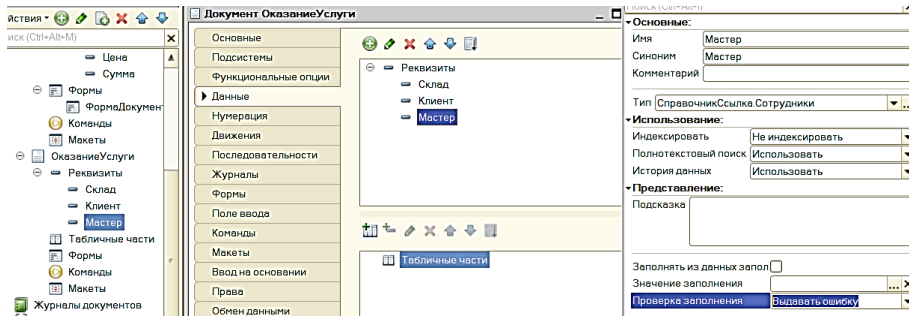 йствия
иск (Ctrl+Alt+M)
Цена
Сумма
Формы
ФормаДокумен
Команды
Макеты
ОказаниеУслуги
Реквизиты
Склад
Клиент
Мастер
Табличные части
Формы
Команды
Макеты
Журналы документов
Документ ОказаниеУслуги
Основные
Подсистемы
Функциональные опции
Данные
Нумерация
Движения
Последовательности
Журналы
Формы
Поле ввода
Команды
Макеты
Ввод на основании
Права
Обмен данными
Реквизиты
Склад
Клиент
Мастер
Табличные части
Основные:
Имя Мастер
Синоним Мастер
Комментарий
Тип СправочникСсылка.Сотрудники
Использование:
Индексировать Не индексировать
Полнотекстовый поиск Использовать
История данных Использовать
Представление:
Подсказка
Заполнять из данных запол
Значение заполнения
Проверка заполнения Выдавать ошибку